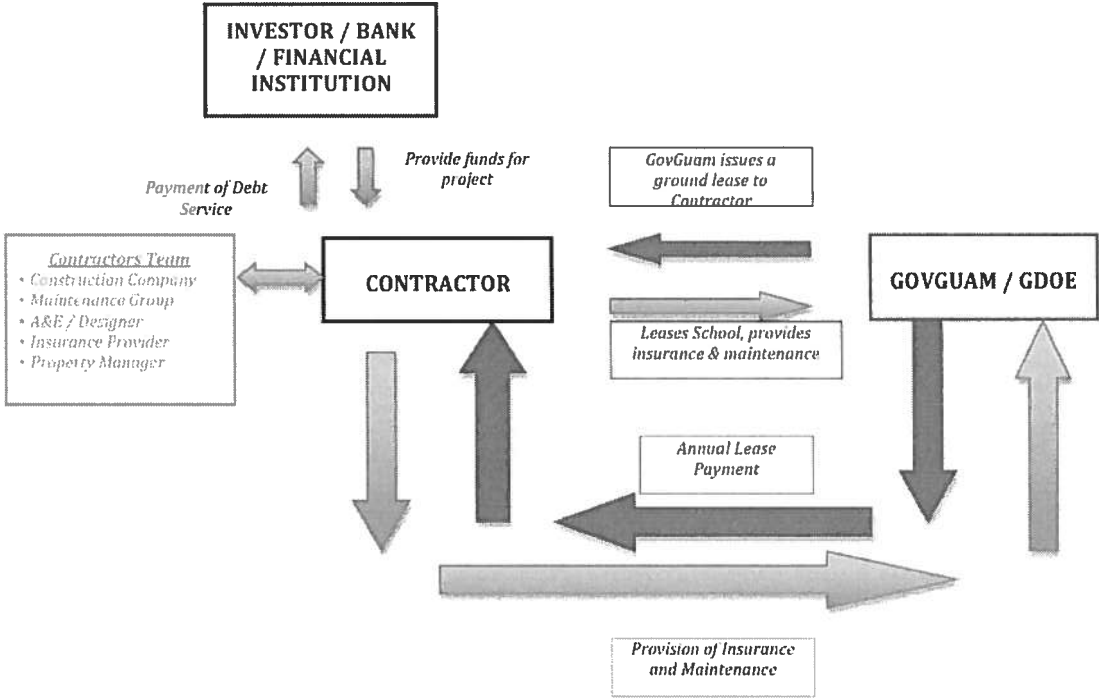 INVESTOR / BANK
/ FINANCIAL
INSTITUTION
Provide funds for
project
Payment of Debt
Service
GovGuam issues a
ground lease to
Contractor
Contractors Team
• Construction Company
• Maintenance Group
• A&E / Designer
• Insurance Provider
• Property Manager
CONTRACTOR
GOVGUAM / GDOE
Leases School, provides
insurance & maintenance
Annual Lease
Payment
Provision of Insurance
and Maintenance